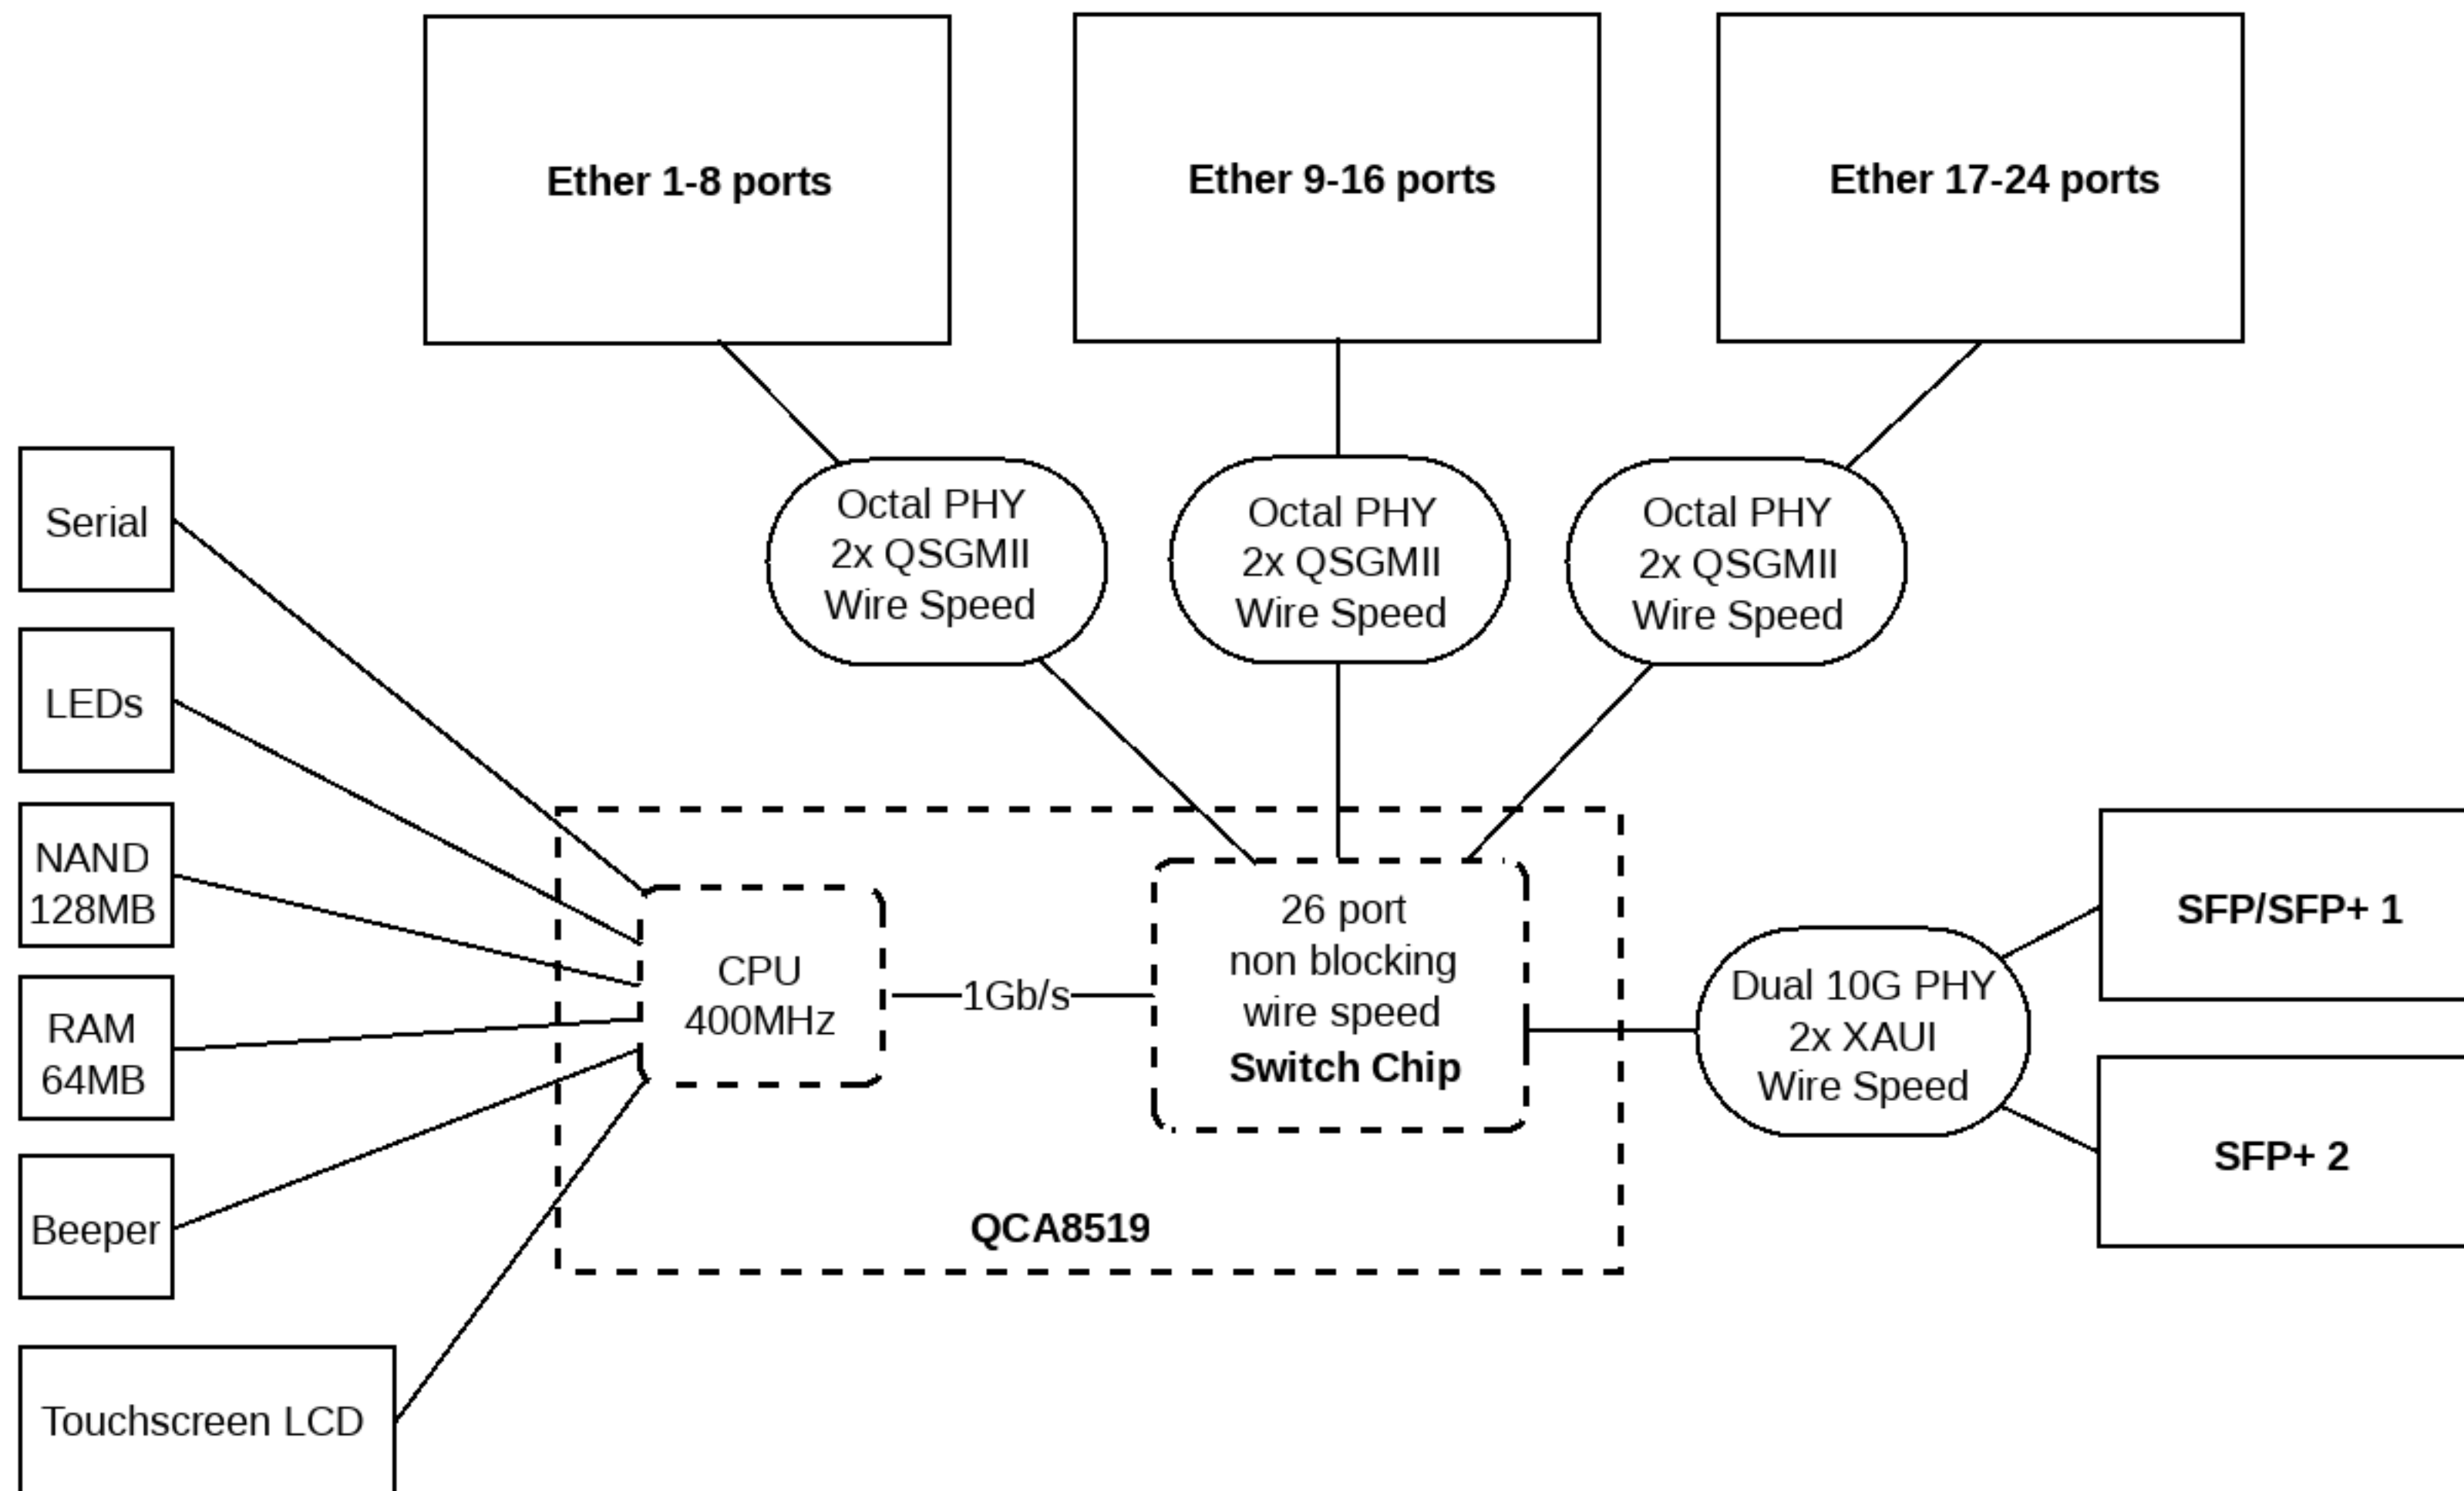 Ether 1-8 ports
Ether 9-16 ports
Ether 17-24 ports
Octal PHY
2x QSGMII
Wire Speed
Octal PHY
2x QSGMII
Wire Speed
Octal PHY
2x QSGMII
Wire Speed
Serial
LEDs
NAND
128MB
RAM
64MB
Beeper
Touchscreen LCD
CPU
400MHz
1Gb/s
26 port
non blocking
wire speed
Switch Chip
QCA8519
Dual 10G PHY
2x XAUI
Wire Speed
SFP/SFP+ 1
SFP+ 2